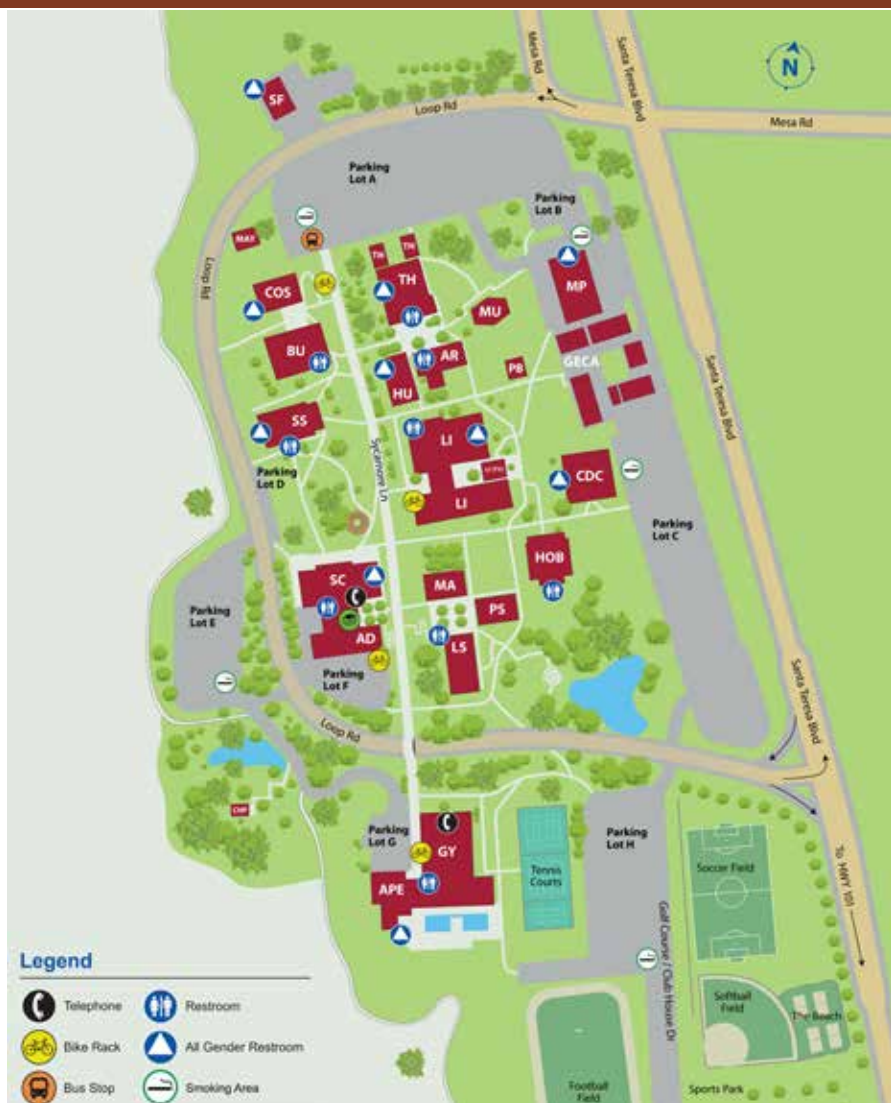 N
Mesa Rd
Santa Teresa Blvd
Mesa Rd
Loop Rd
SF
Parking
Lot A
Parking
Lot B
MAY
TH
TH
TH
COS
MP
MU
BU
AR
PB
GECA
HU
Loop Rd
Santa Teresa Blvd
SS
LI
Sycamore Ln
Parking
Lot D
CDC
LI
Parking
Lot C
HOB
SC
MA
PS
Parking
Lot E
AD
LS
Parking
Lot F
Santa Teresa Blvd
Loop Rd
Parking
Lot G
GY
Parking
Lot H
APE
Tennis
Courts
Soccer Field
To HWY 101
Golf Course / Club House Dr
Softball
Field
The Beach
Football
Field
Sports Park
Legend
Telephone
Restroom
Bike Rack
All Gender Restroom
Bus Stop
Smoking Area